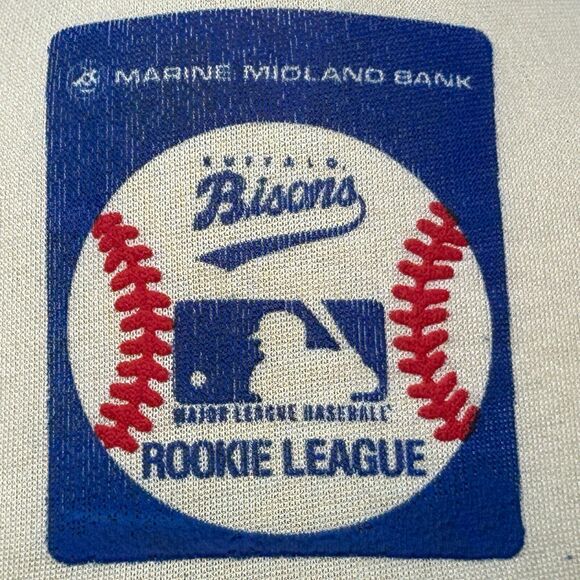 MARINE MIDLAND BANK
BUFFALO
Bisons
MAJOR LEAGUE BASEBALL
ROOKIE LEAGUE